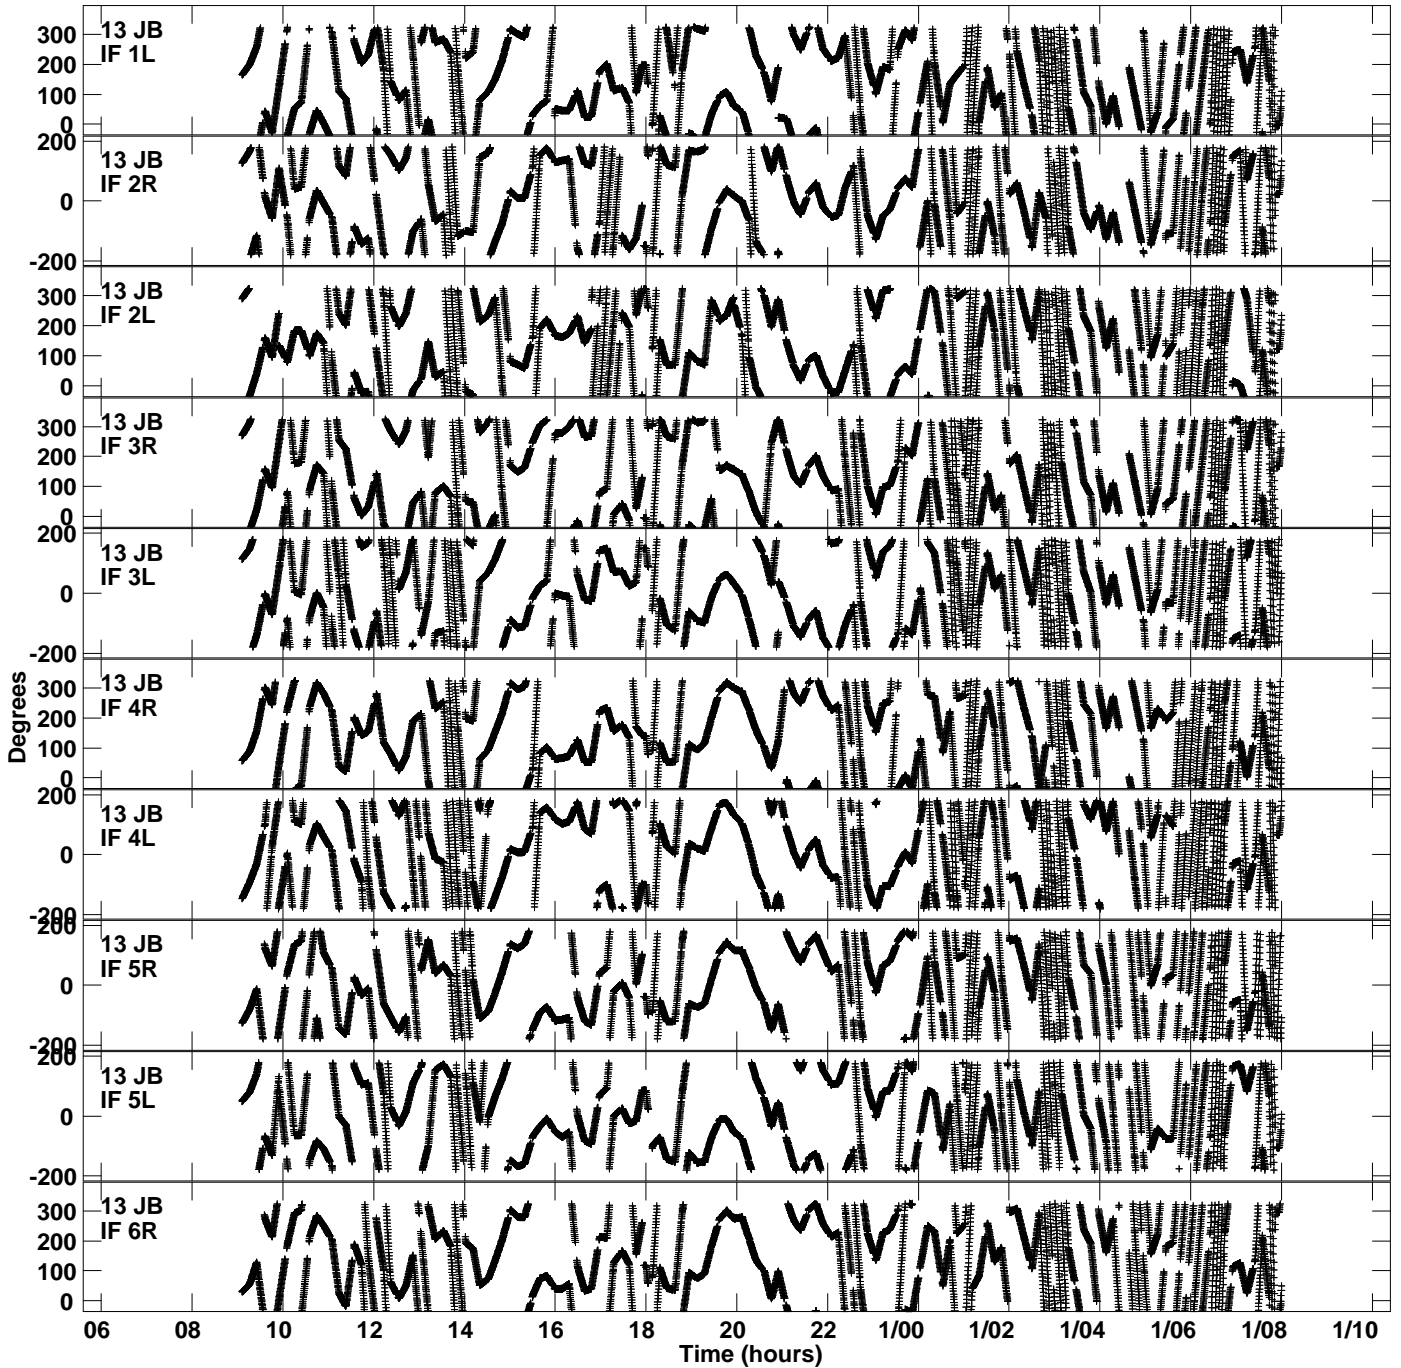 13 JB
IF 1L
300
200
100
0
13 JB
IF 2R
200
0
-200
13 JB
IF 2L
300
200
100
0
13 JB
IF 3R
300
200
100
0
13 JB
IF 3L
200
0
-200
13 JB
IF 4R
300
200
100
0
13 JB
IF 4L
200
0
-200
13 JB
IF 5R
200
0
-200
13 JB
IF 5L
200
0
-200
13 JB
IF 6R
300
200
100
0
Degrees
06 08 10 12 14 16 18 20 22 1/00 1/02 1/04 1/06 1/08 1/10
Time (hours)